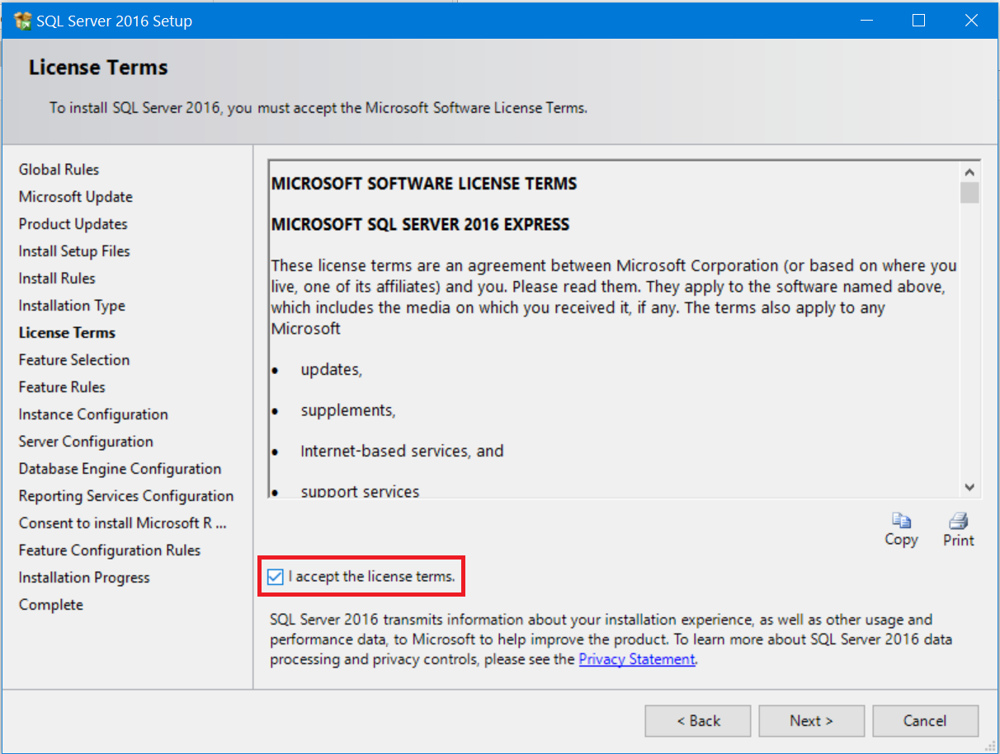 SQL Server 2016 Setup
License Terms
To install SQL Server 2016, you must accept the Microsoft Software License Terms.
Global Rules
Microsoft Update
Product Updates
Install Setup Files
Install Rules
Installation Type
License Terms
Feature Selection
Feature Rules
Instance Configuration
Server Configuration
Database Engine Configuration
Reporting Services Configuration
Consent to install Microsoft R ...
Feature Configuration Rules
Installation Progress
Complete
MICROSOFT SOFTWARE LICENSE TERMS
MICROSOFT SQL SERVER 2016 EXPRESS
These license terms are an agreement between Microsoft Corporation (or based on where you
live, one of its affiliates) and you. Please read them. They apply to the software named above,
which includes the media on which you received it, if any. The terms also apply to any
Microsoft
• updates,
• supplements,
• Internet-based services, and
• support services
Copy
Print
I accept the license terms.
SQL Server 2016 transmits information about your installation experience, as well as other usage and
performance data, to Microsoft to help improve the product. To learn more about SQL Server 2016 data
processing and privacy controls, please see the Privacy Statement.
< Back
Next >
Cancel